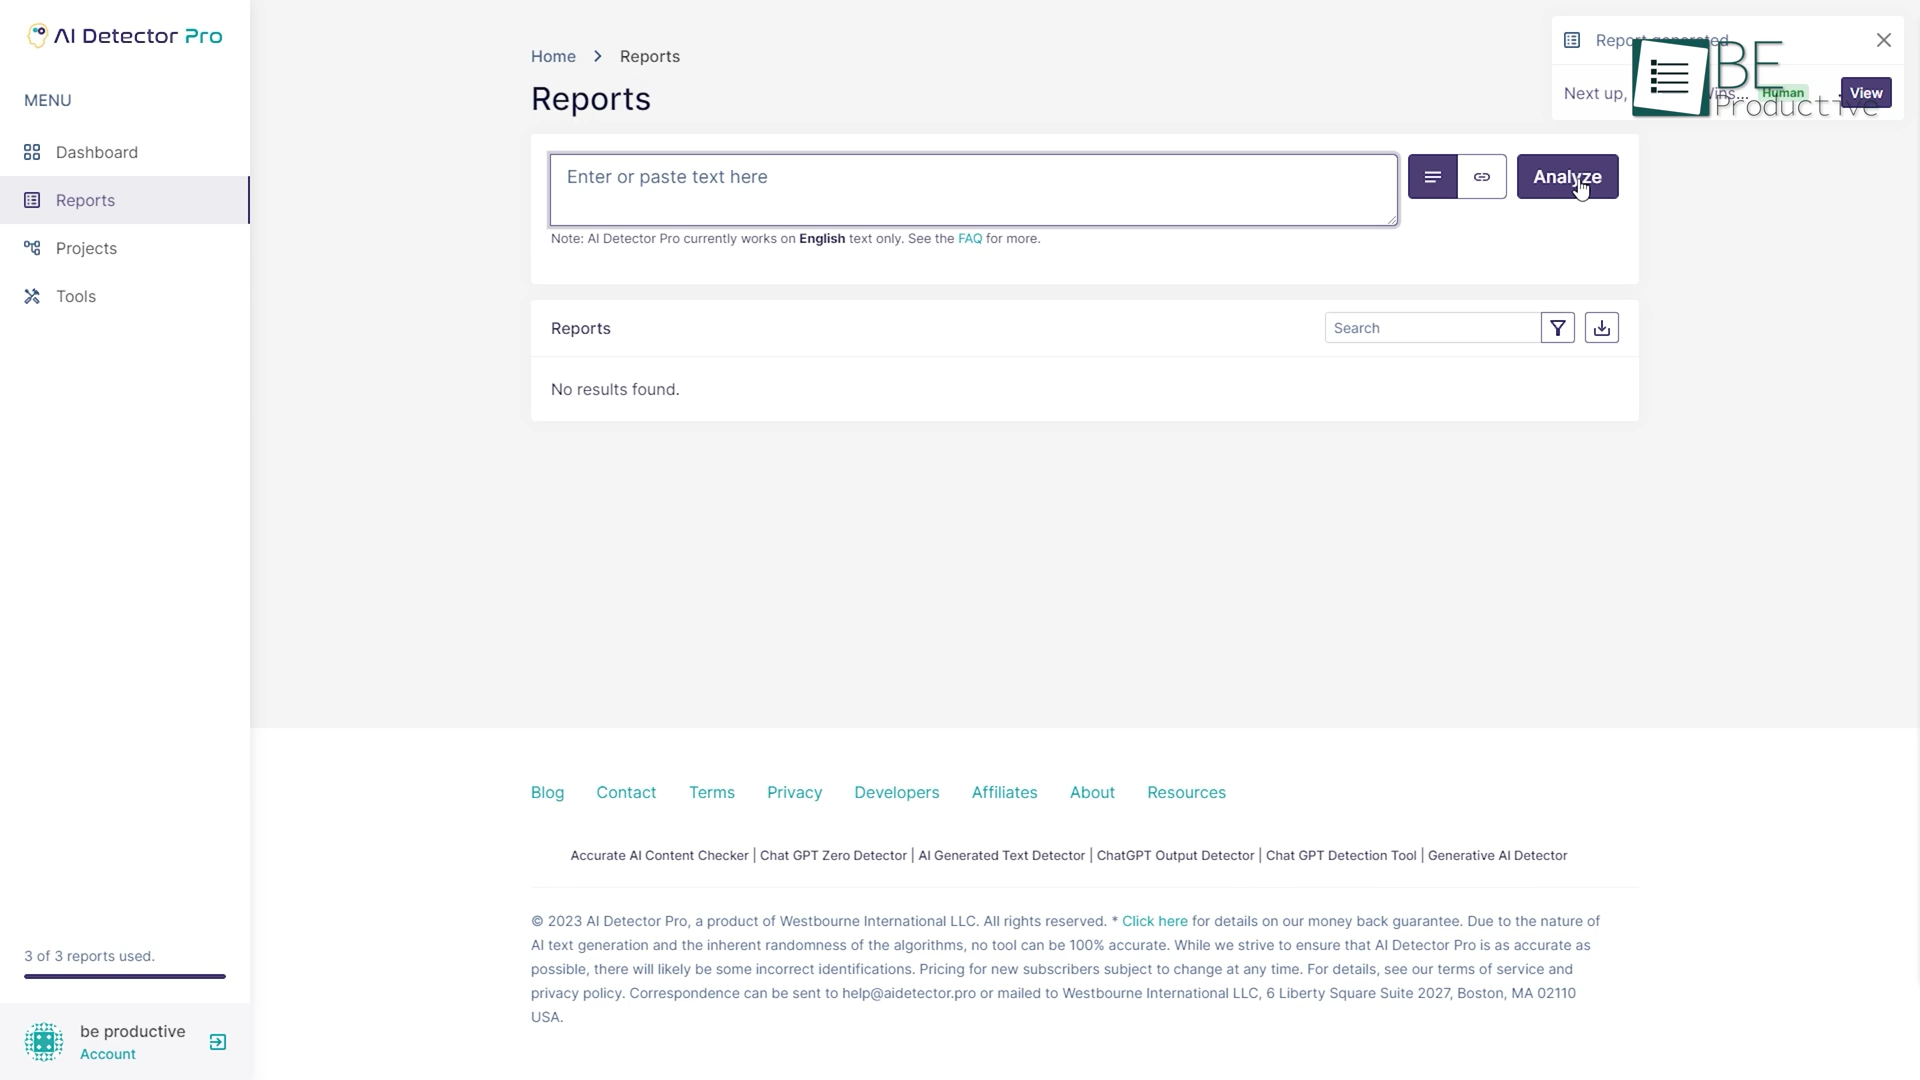 AI Detector Pro
MENU
Dashboard
Reports
Projects
Tools
3 of 3 reports used.
be productive
Account
Home > Reports
Reports
Enter or paste text here
Analyze
Note: AI Detector Pro currently works on English text only. See the FAQ for more.
Reports
Search
No results found.
Report generated
Next up,
Human
View
BE
Productive
Blog Contact Terms Privacy Developers Affiliates About Resources
Accurate AI Content Checker | Chat GPT Zero Detector | AI Generated Text Detector | ChatGPT Output Detector | Chat GPT Detection Tool | Generative AI Detector
© 2023 AI Detector Pro, a product of Westbourne International LLC. All rights reserved. * Click here for details on our money back guarantee. Due to the nature of
AI text generation and the inherent randomness of the algorithms, no tool can be 100% accurate. While we strive to ensure that AI Detector Pro is as accurate as
possible, there will likely be some incorrect identifications. Pricing for new subscribers subject to change at any time. For details, see our terms of service and
privacy policy. Correspondence can be sent to help@aidetector.pro or mailed to Westbourne International LLC, 6 Liberty Square Suite 2027, Boston, MA 02110
USA.